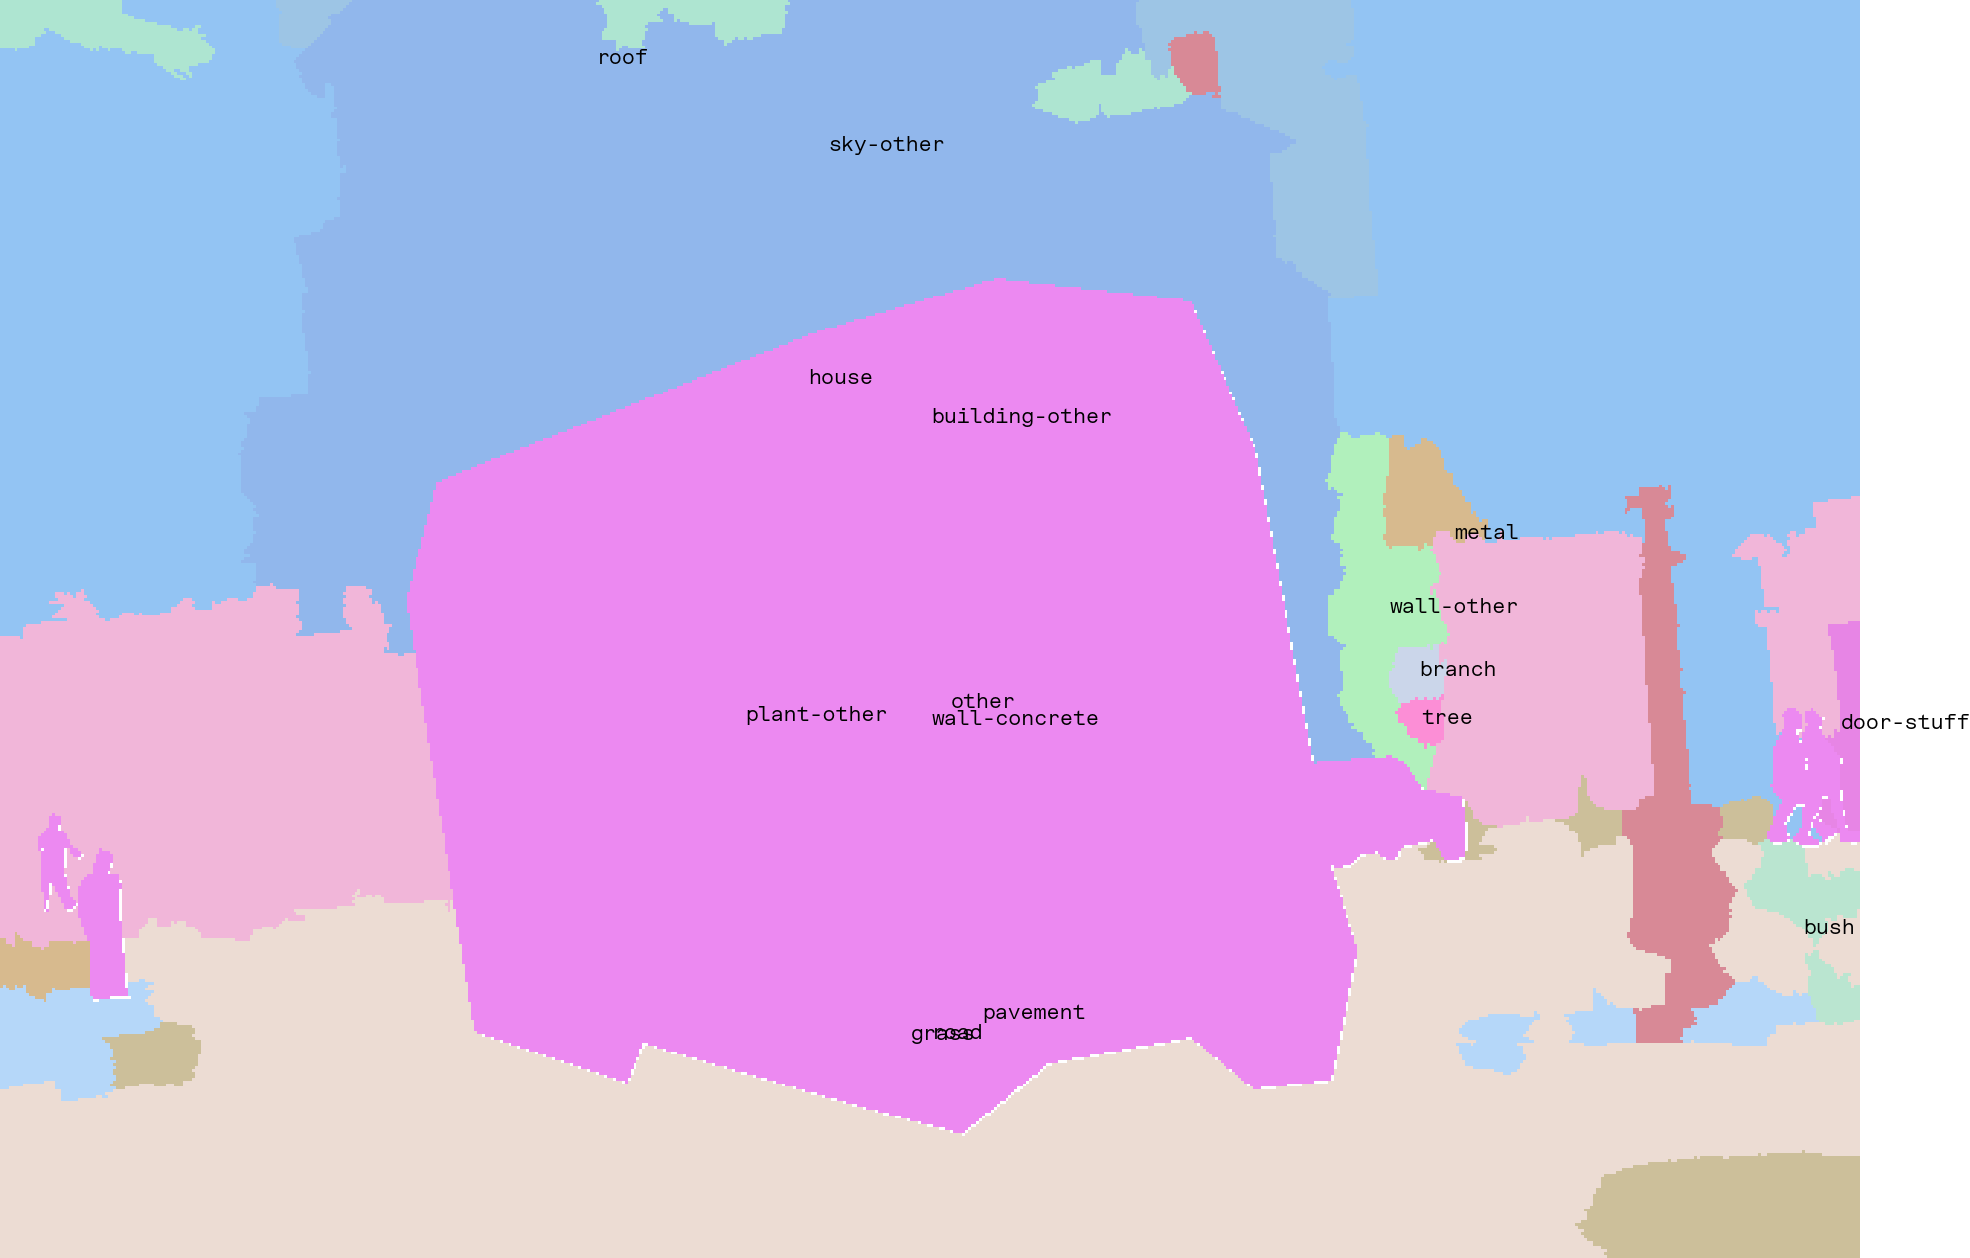 roof
sky-other
house
building-other
metal
wall-other
branch
other
plant-other
wall-concrete
tree
door-stuff
bush
pavement
grass
road